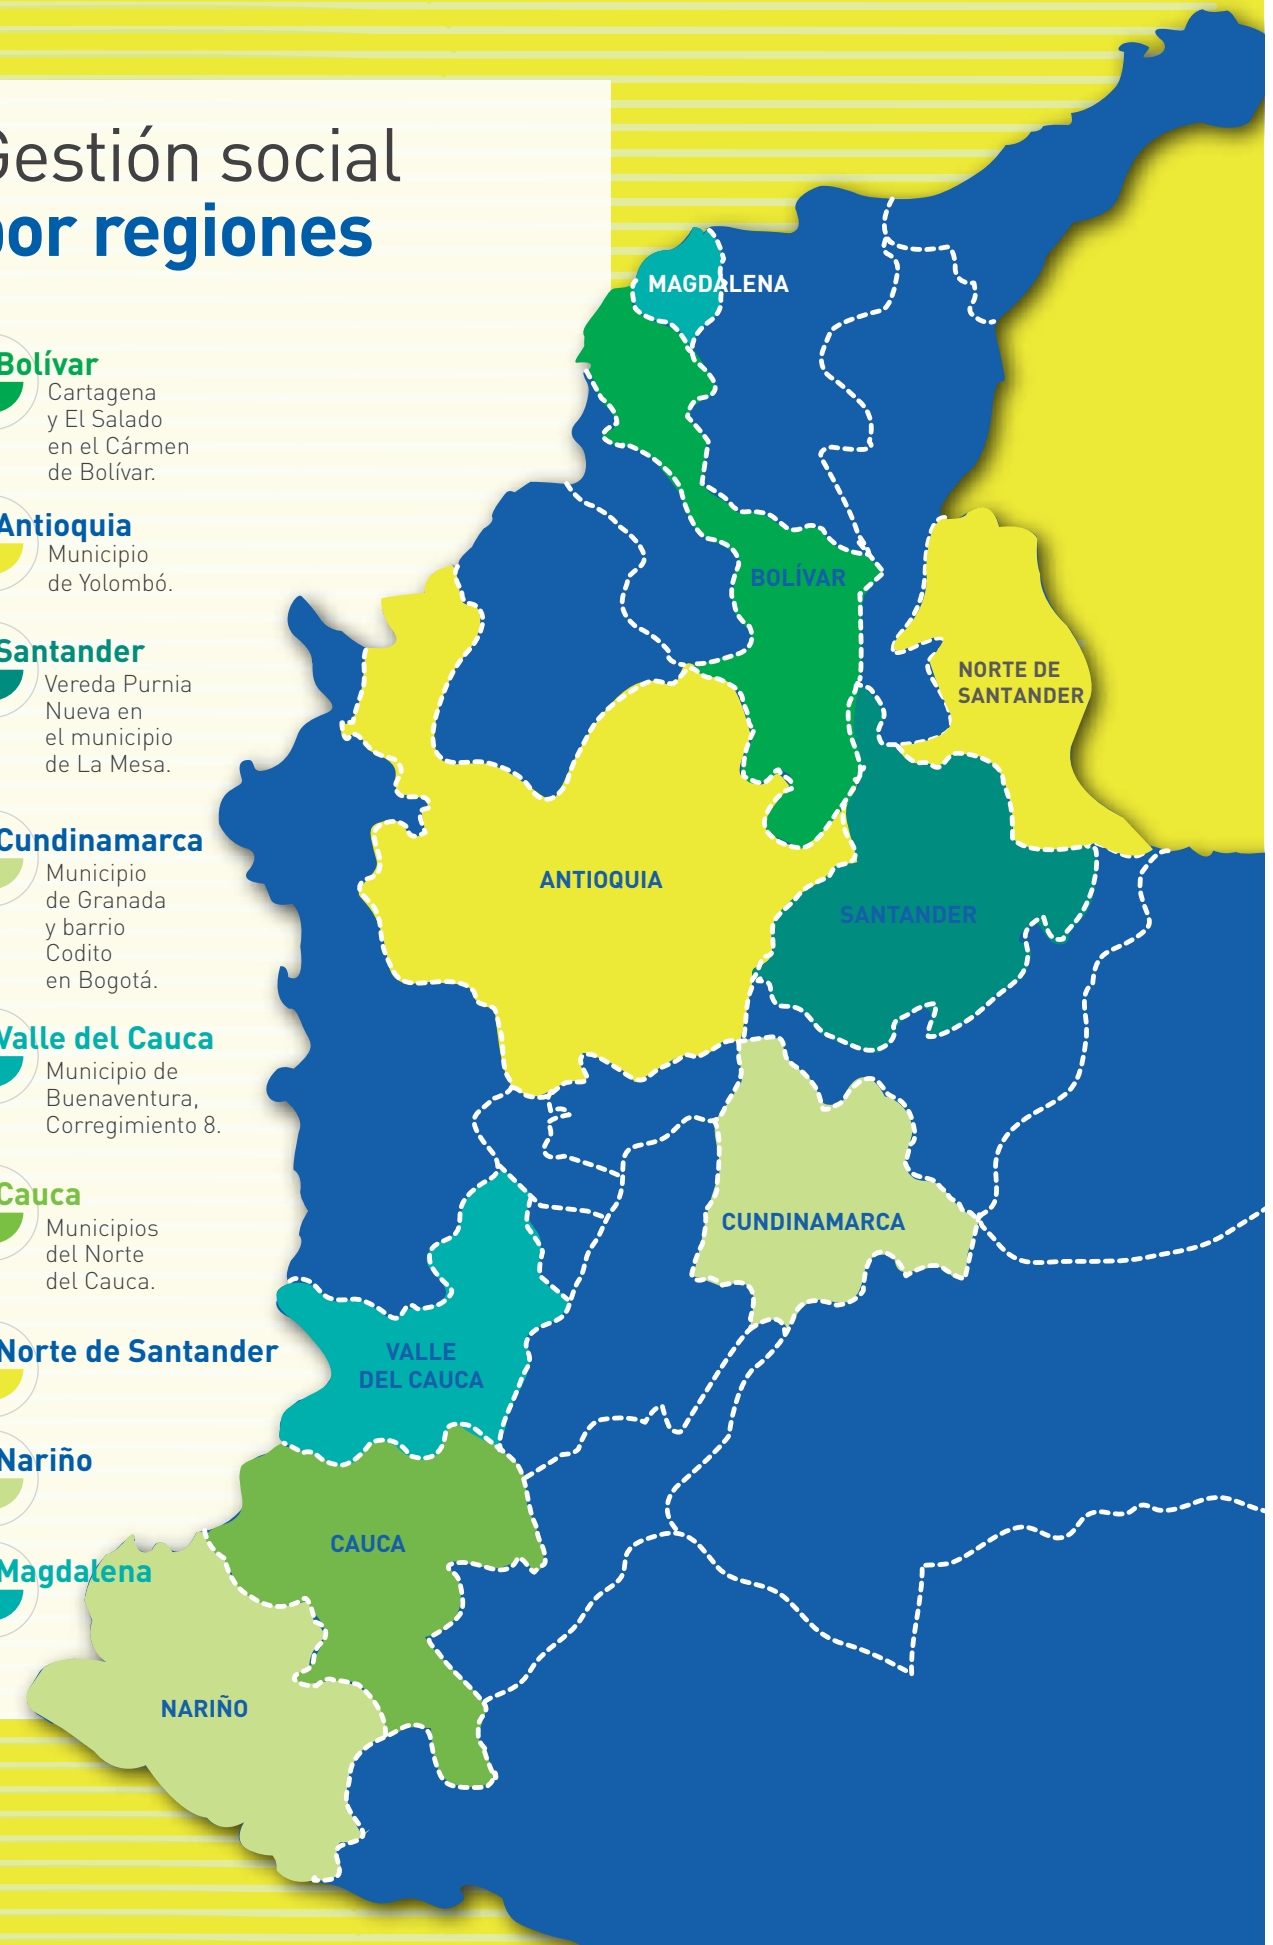 Gestión social
por regiones
Bolívar
Cartagena
y El Salado
en el Cármen
de Bolívar.
Antioquia
Municipio
de Yolombó.
Santander
Vereda Purnia
Nueva en
el municipio
de La Mesa.
Cundinamarca
Municipio
de Granada
y barrio
Codito
en Bogotá.
Valle del Cauca
Municipio de
Buenaventura,
Corregimiento 8.
Cauca
Municipios
del Norte
del Cauca.
Norte de Santander
Nariño
Magdalena
MAGDALENA
BOLÍVAR
NORTE DE
SANTANDER
ANTIOQUIA
SANTANDER
CUNDINAMARCA
VALLE
DEL CAUCA
CAUCA
NARIÑO